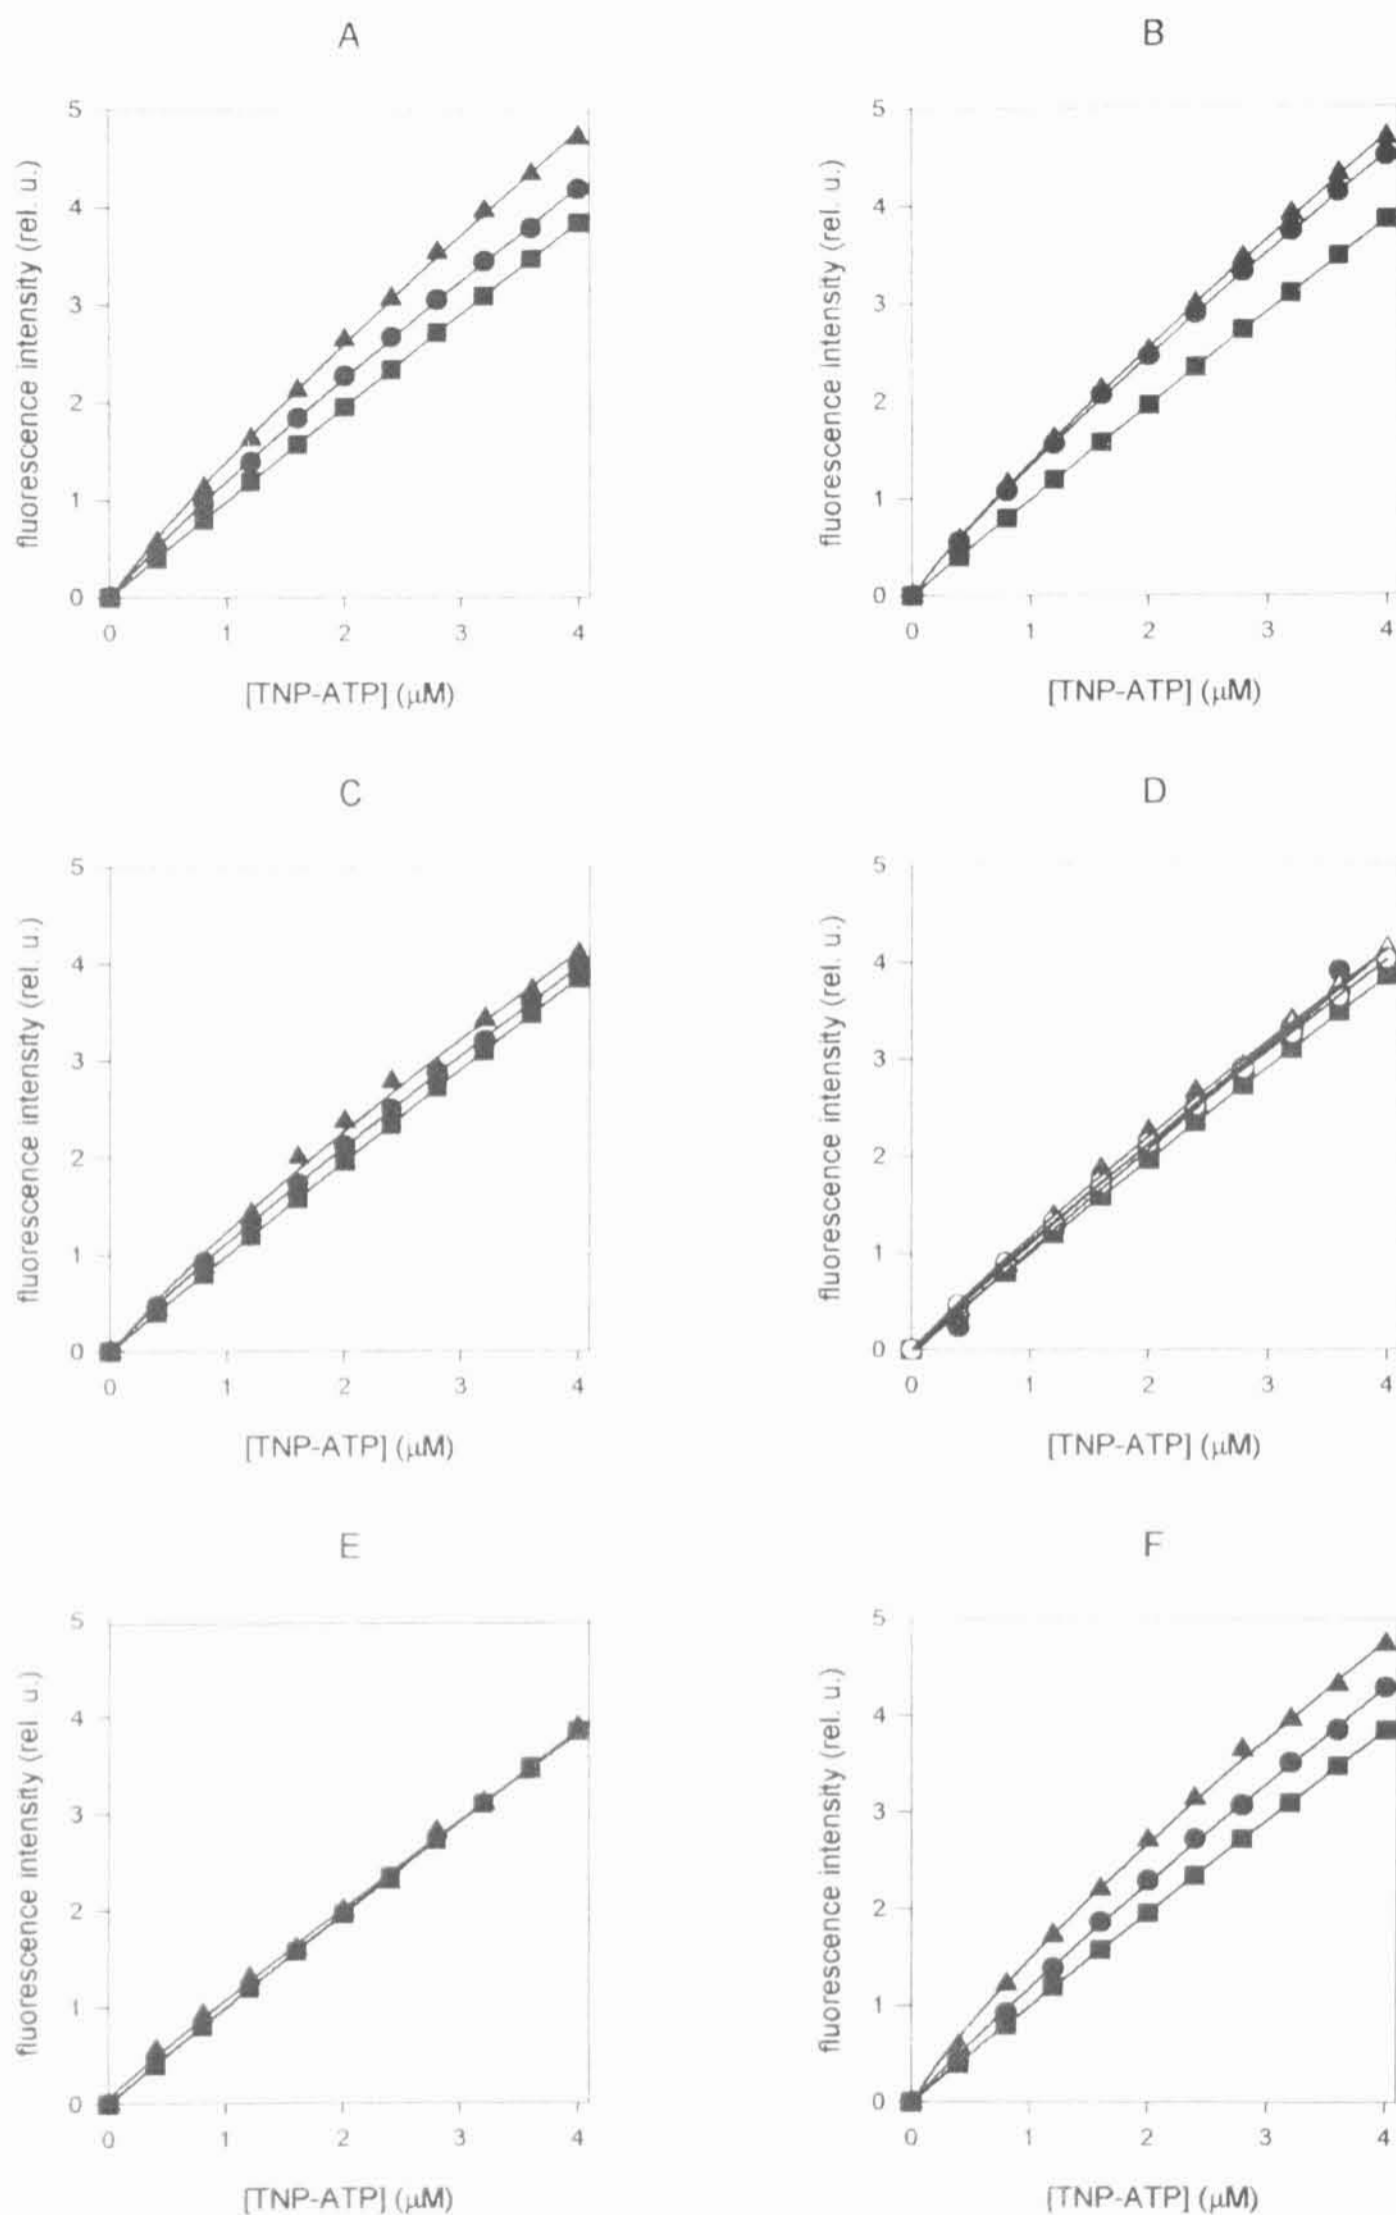 A
fluorescence intensity (rel. u.)
5
4
3
2
1
0
0 1 2 3 4
[TNP-ATP] (μM)
B
fluorescence intensity (rel. u.)
5
4
3
2
1
0
0 1 2 3 4
[TNP-ATP] (μM)
C
fluorescence intensity (rel. u.)
5
4
3
2
1
0
0 1 2 3 4
[TNP-ATP] (μM)
D
fluorescence intensity (rel. u.)
5
4
3
2
1
0
0 1 2 3 4
[TNP-ATP] (μM)
E
fluorescence intensity (rel u.)
5
4
3
2
1
0
0 1 2 3 4
[TNP-ATP] (μM)
F
fluorescence intensity (rel. u.)
5
4
3
2
1
0
0 1 2 3 4
[TNP-ATP] (μM)